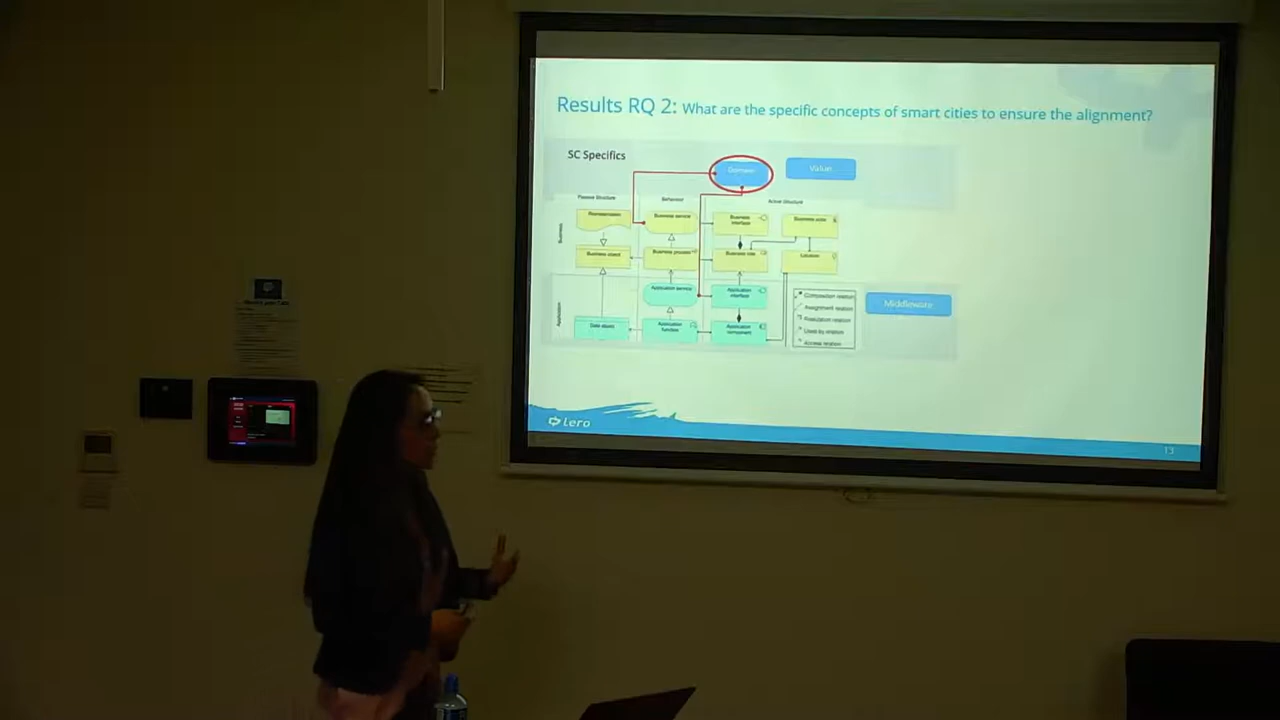 Results RQ 2: What are the specific concepts of smart cities to ensure the alignment?
SC Specifics
Domain
Value
Passive Structure
Behaviour
Active Structure
Business
Representation
Business service
Business interface
Business actor
Business object
Business process
Business role
Location
Application
Application service
Application interface
Data object
Application function
Application component
Composition relation
Assignment relation
Realization relation
Used by relation
Access relation
Middleware
Lero
13